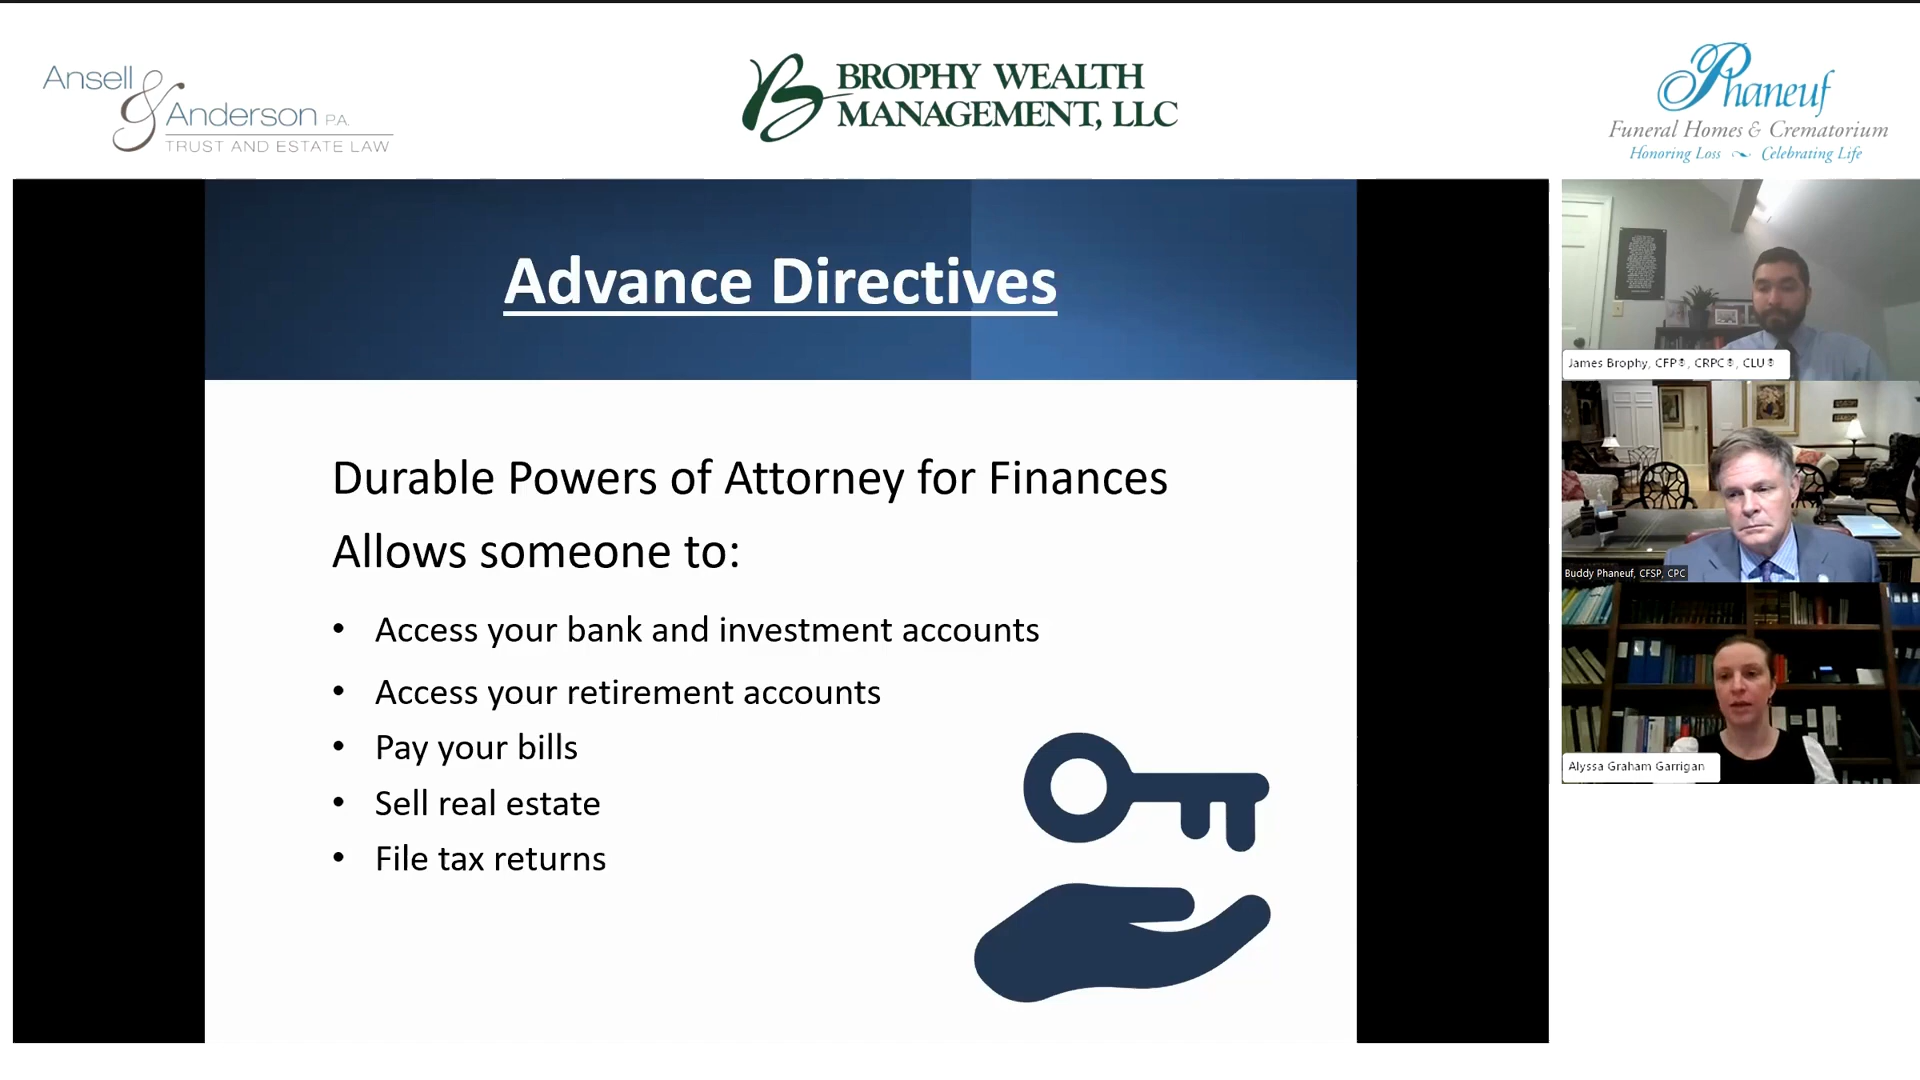 Ansell
& Anderson P.A.
TRUST AND ESTATE LAW
BROPHY WEALTH
MANAGEMENT, LLC
Phaneuf
Funeral Homes & Crematorium
Honoring Loss ~ Celebrating Life
Advance Directives
Durable Powers of Attorney for Finances
Allows someone to:
• Access your bank and investment accounts
• Access your retirement accounts
• Pay your bills
• Sell real estate
• File tax returns
James Brophy, CFP®, CRPC®, CLU®
Buddy Phaneuf, CFSP, CPC
Alyssa Graham Garrigan